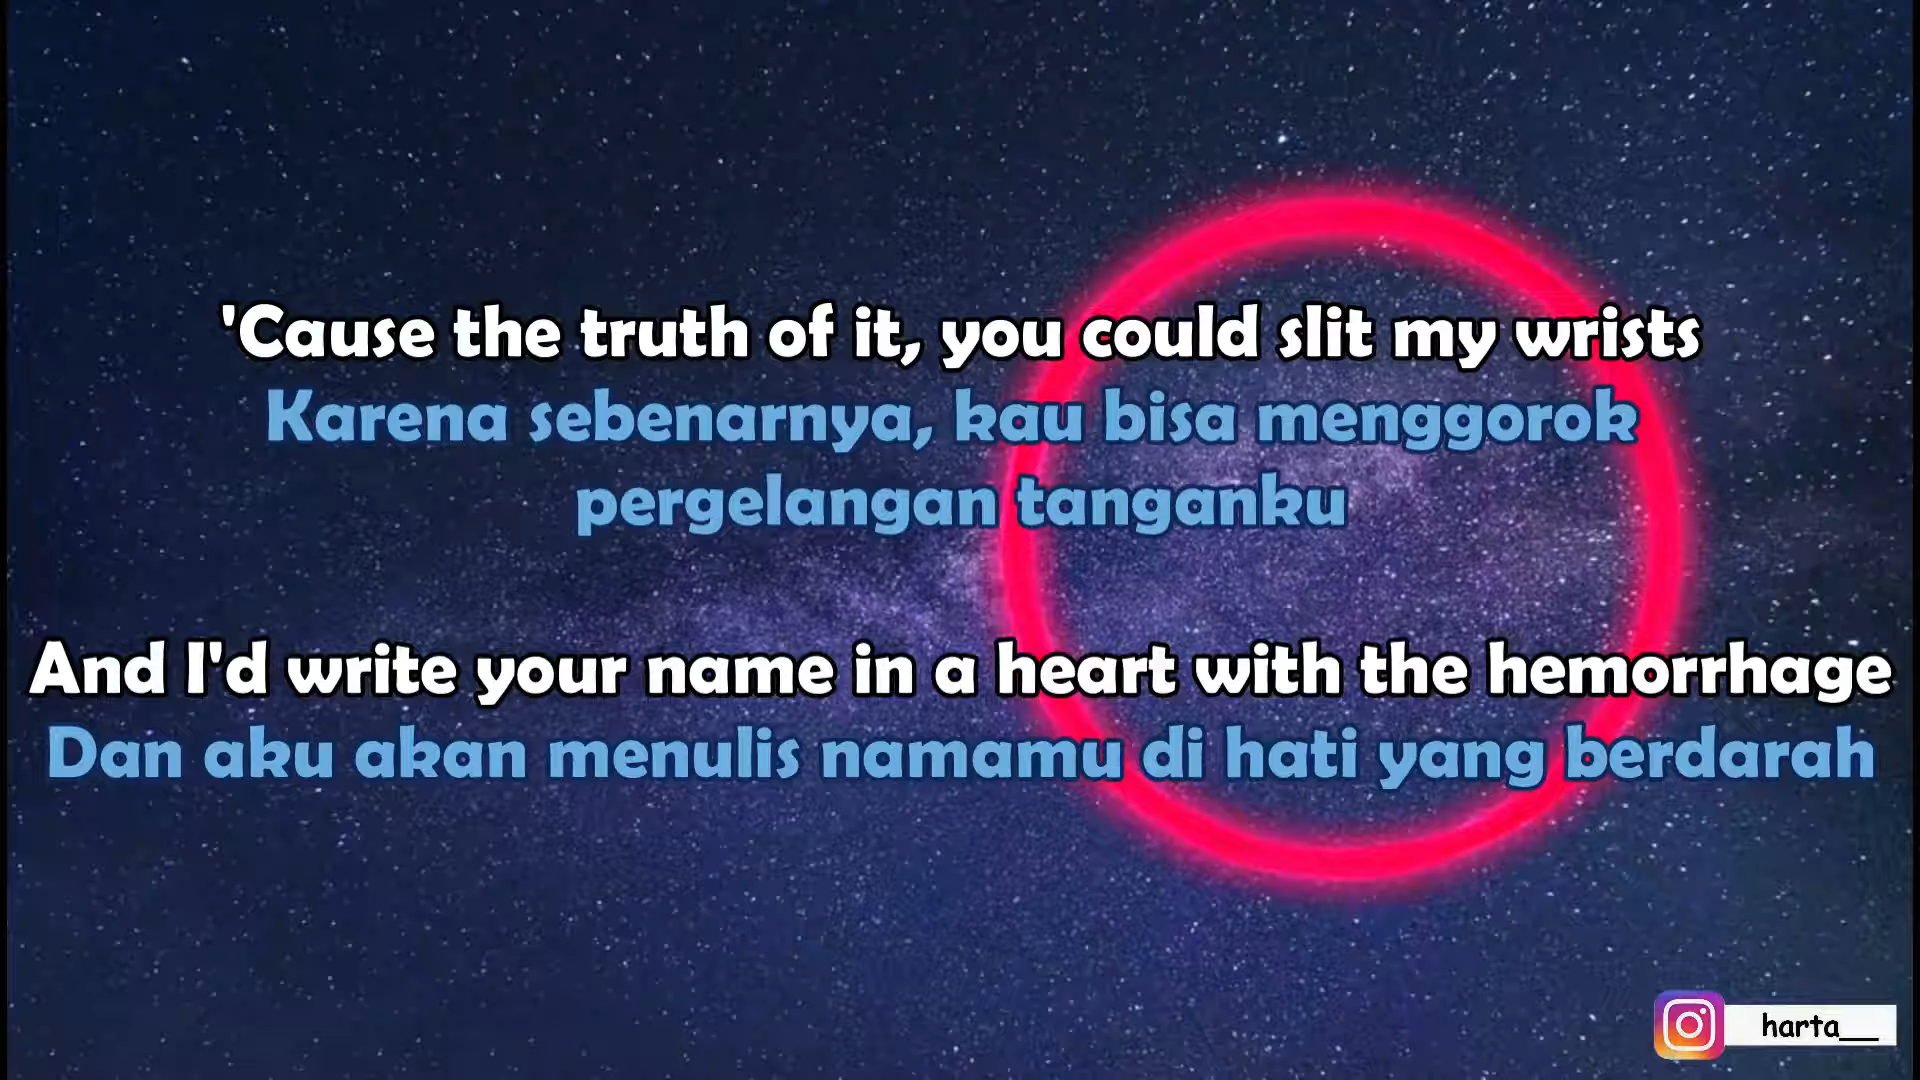 'Cause the truth of it, you could slit my wrists
Karena sebenarnya, kau bisa menggorok
pergelangan tanganku
And I'd write your name in a heart with the hemorrhage
Dan aku akan menulis namamu di hati yang berdarah
harta__